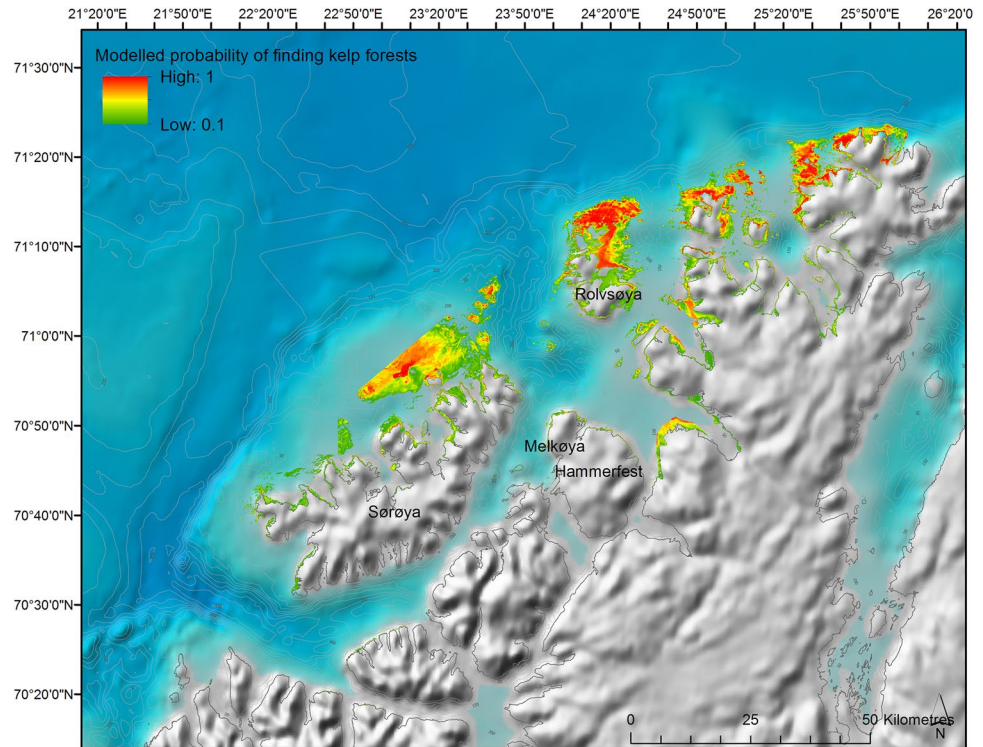 21°20'0"E 21°50'0"E 22°20'0"E 22°50'0"E 23°20'0"E 23°50'0"E 24°20'0"E 24°50'0"E 25°20'0"E 25°50'0"E 26°20'0
Modelled probability of finding kelp forests
High: 1
Low: 0.1
71°30'0"N
71°20'0"N
71°10'0"N
Rolvsøya
71°0'0"N
70°50'0"N
Melkøya
Hammerfest
Sørøya
70°40'0"N
70°30'0"N
70°20'0"N
0 25 50 Kilometres
N